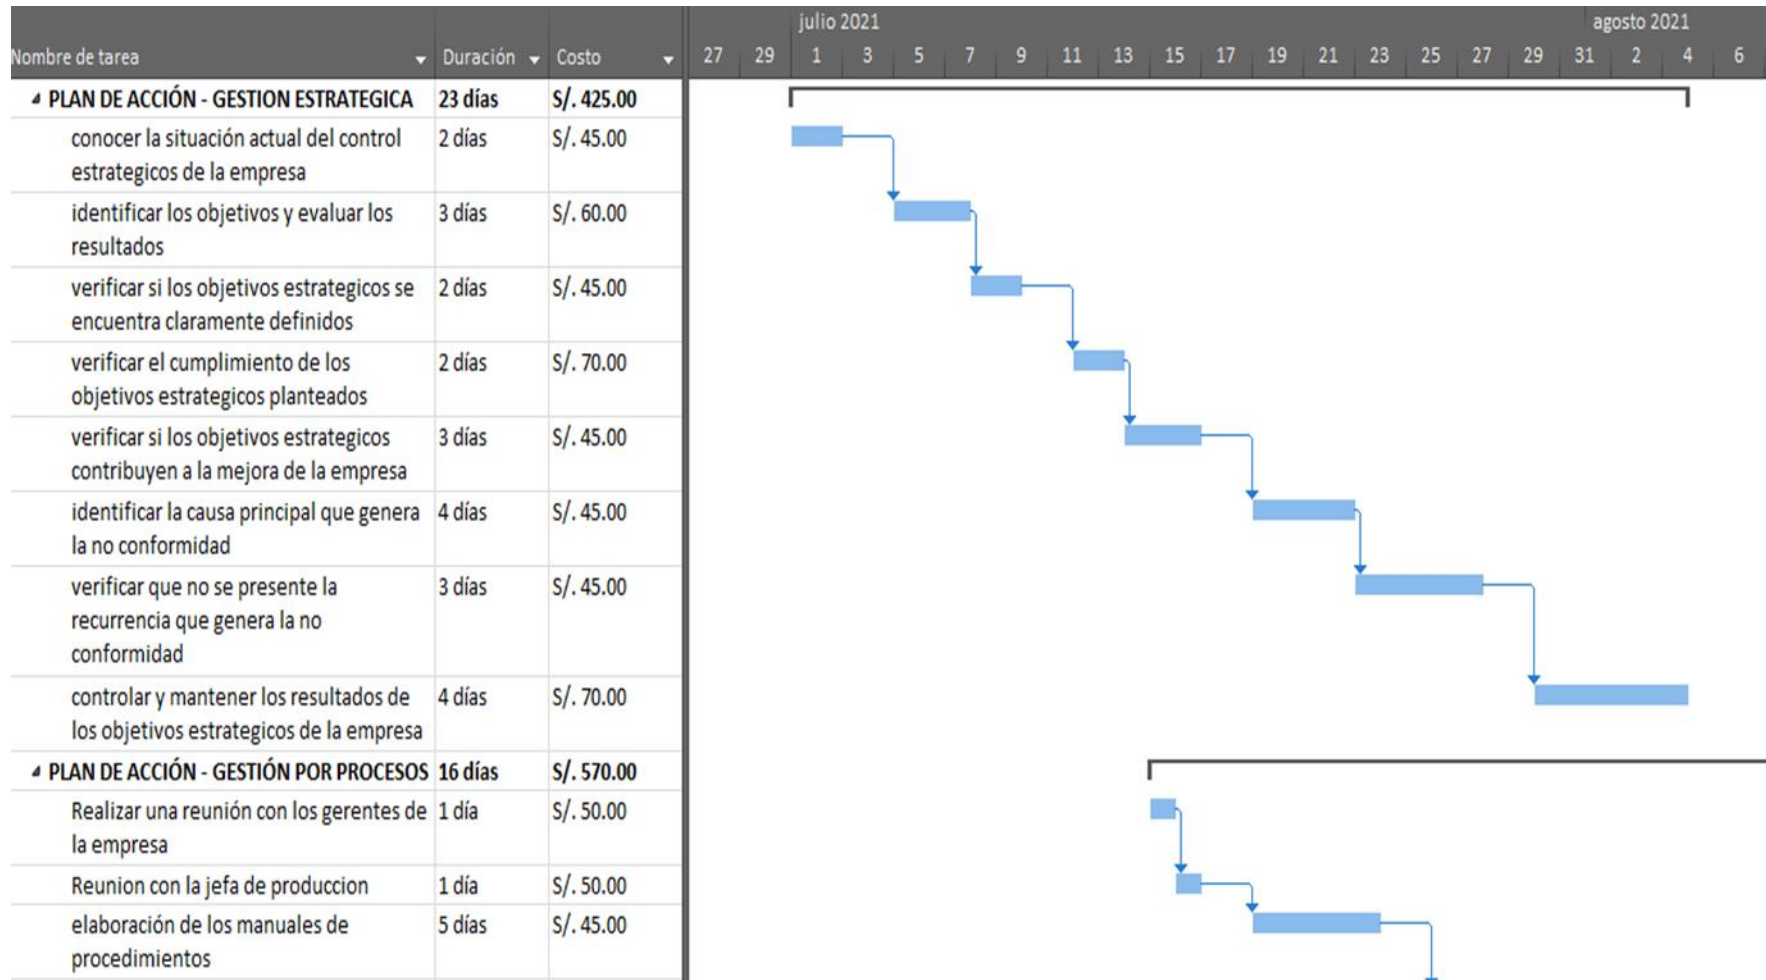 julio 2021
agosto 2021
Nombre de tarea Duración Costo 27 29 1 3 5 7 9 11 13 15 17 19 21 23 25 27 29 31 2 4 6
PLAN DE ACCIÓN - GESTION ESTRATEGICA 23 días S/. 425.00
conocer la situación actual del control 2 días S/. 45.00
estrategicos de la empresa
identificar los objetivos y evaluar los 3 días S/. 60.00
resultados
verificar si los objetivos estrategicos se 2 días S/. 45.00
encuentra claramente definidos
verificar el cumplimiento de los 2 días S/. 70.00
objetivos estrategicos planteados
verificar si los objetivos estrategicos 3 días S/. 45.00
contribuyen a la mejora de la empresa
identificar la causa principal que genera 4 días S/. 45.00
la no conformidad
verificar que no se presente la 3 días S/. 45.00
recurrencia que genera la no
conformidad
controlar y mantener los resultados de 4 días S/. 70.00
los objetivos estrategicos de la empresa
PLAN DE ACCIÓN - GESTIÓN POR PROCESOS 16 días S/. 570.00
Realizar una reunión con los gerentes de 1 día S/. 50.00
la empresa
Reunion con la jefa de produccion 1 día S/. 50.00
elaboración de los manuales de 5 días S/. 45.00
procedimientos